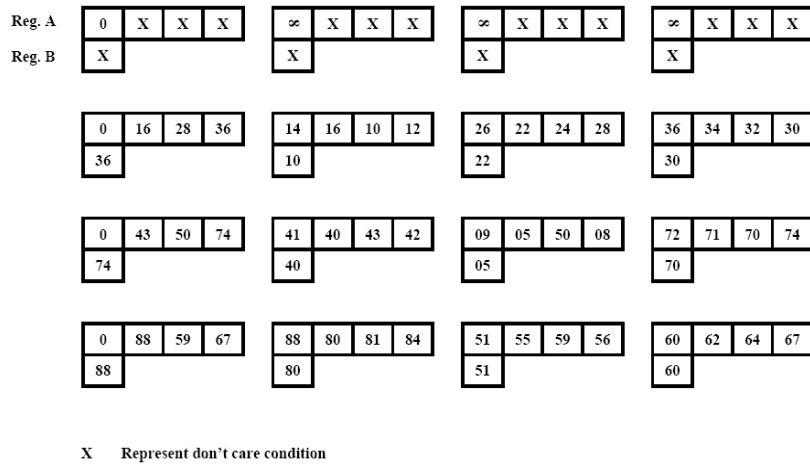 Reg. A 0 X X X ∞ X X X ∞ X X X ∞ X X X
Reg. B X X X X
0 16 28 36 14 16 10 12 26 22 24 28 36 34 32 30
36 10 22 30
0 43 50 74 41 40 43 42 09 05 50 08 72 71 70 74
74 40 05 70
0 88 59 67 88 80 81 84 51 55 59 56 60 62 64 67
88 80 51 60
X Represent don't care condition